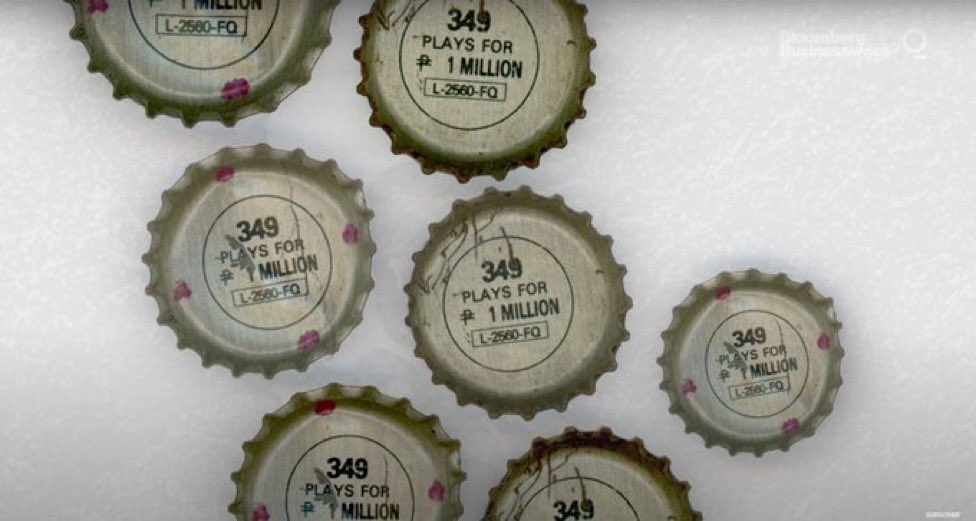 ₱ 1 MILLION
L-2560-FQ
349
PLAYS FOR
₱ 1 MILLION
L-2560-FQ
Bloomberg
Businessweek
349
PLAYS FOR
₱ 1 MILLION
L-2560-FQ
349
PLAYS FOR
₱ 1 MILLION
L-2560-FQ
349
PLAYS FOR
₱ 1 MILLION
L-2560-FQ
349
PLAYS FOR
₱ 1 MILLION
349
SUBSCRIBE